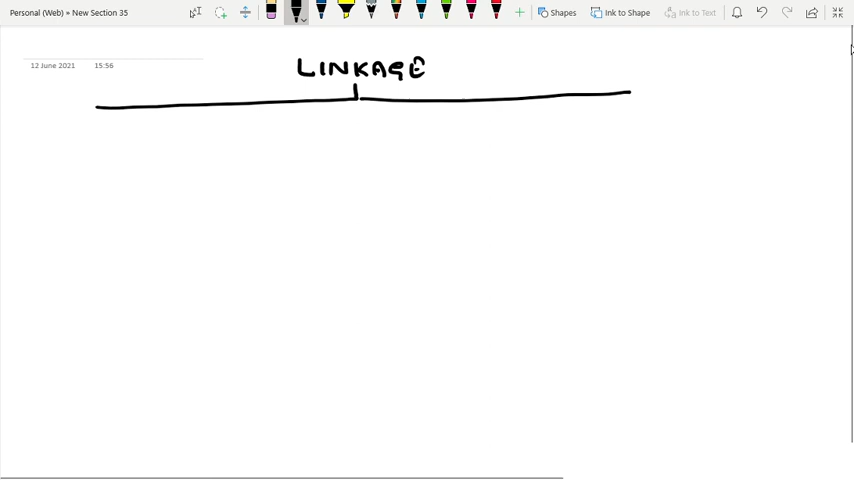 Personal (Web) » New Section 35
Shapes
Ink to Shape
Ink to Text
12 June 2021 15:56
LINKAGE